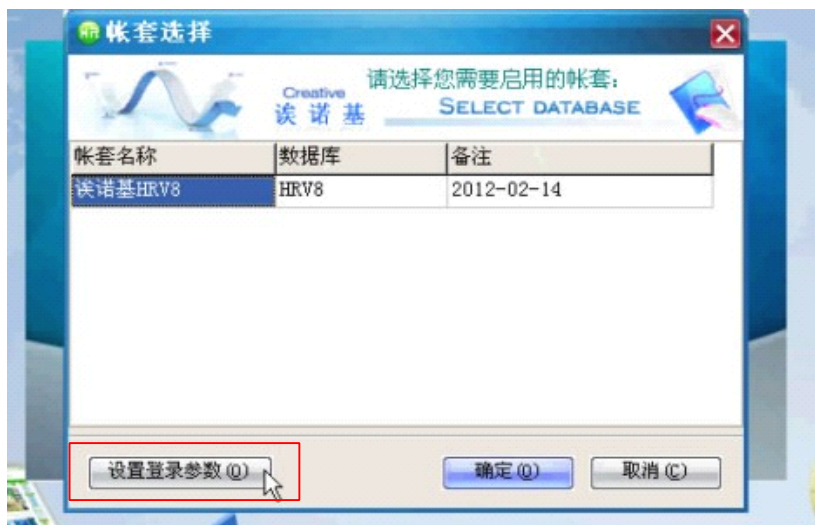 帐套选择
请选择您需要启用的帐套：
Creative
诶诺基
SELECT DATABASE
帐套名称 数据库 备注
诶诺基HRV8 HRV8 2012-02-14
设置登录参数(O) 确定(O) 取消(C)